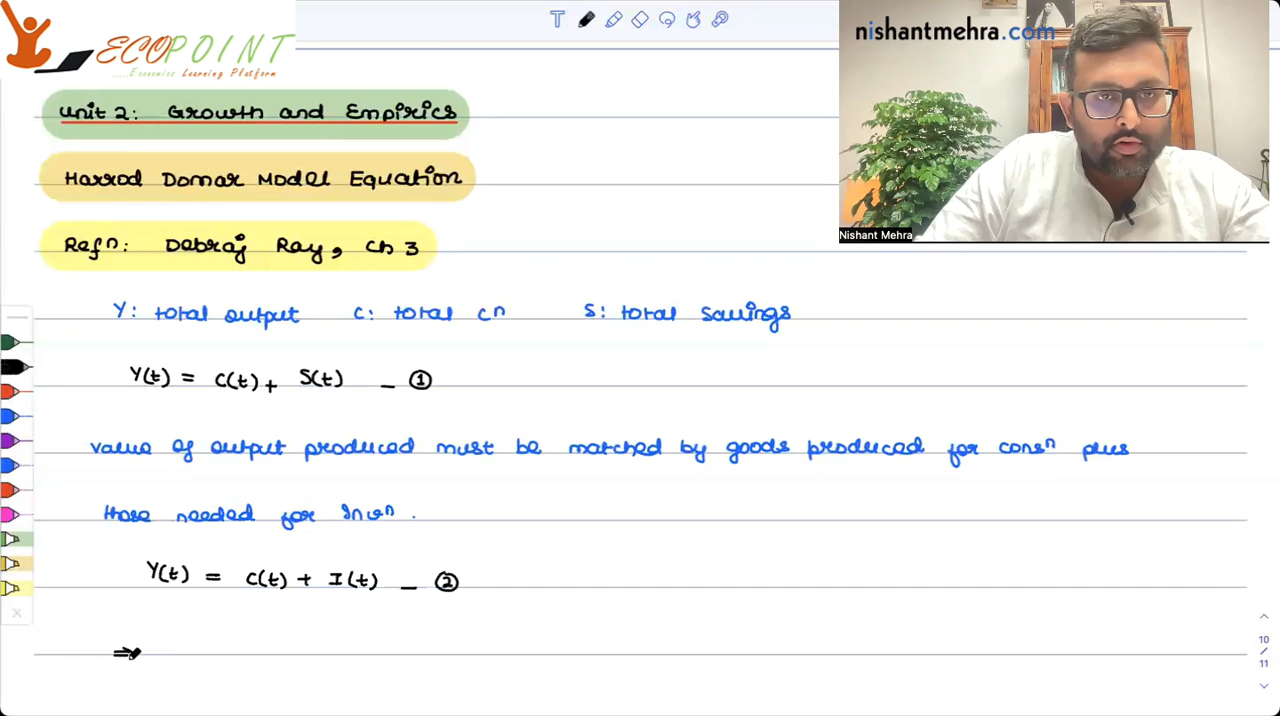 ECOPOINT
.....Economics Learning Platform
nishantmehra.com
Nishant Mehra
Unit 2: Growth and Empirics
Harrod Domar Model Equation
Refⁿ: Debraj Ray, Ch 3
Y: total output C: total cⁿ S: total savings
Y(t) = C(t) + S(t) — ①
value of output produced must be matched by goods produced for consⁿ plus
those needed for Invⁿ.
Y(t) = C(t) + I(t) — ②
⇒
10
/
11